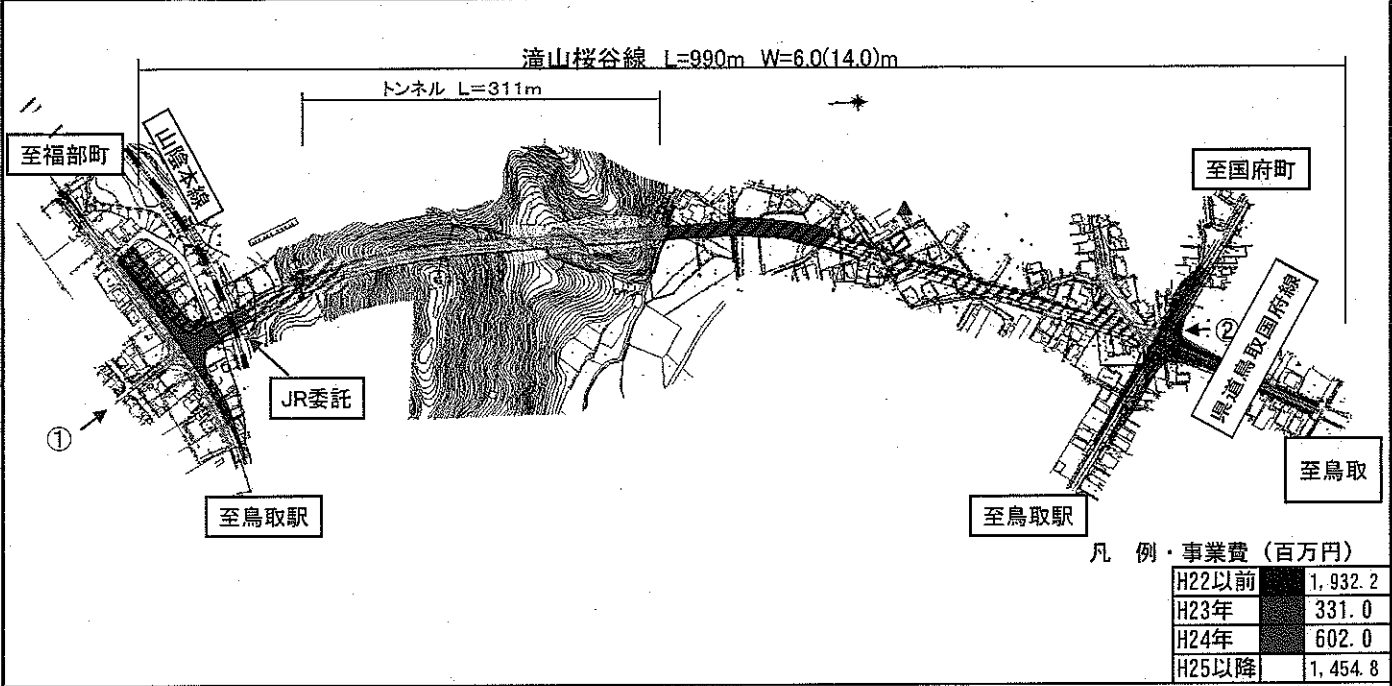 滝山桜谷線 L=990m W=6.0(14.0)m
トンネル L=311m
至福部町
山陰本線
至国府町
県道鳥取国府線
②
JR委託
①
至鳥取駅
至鳥取駅
至鳥取
凡 例・事業費(百万円)
H22以前 1,932.2
H23年 331.0
H24年 602.0
H25以降 1,454.8